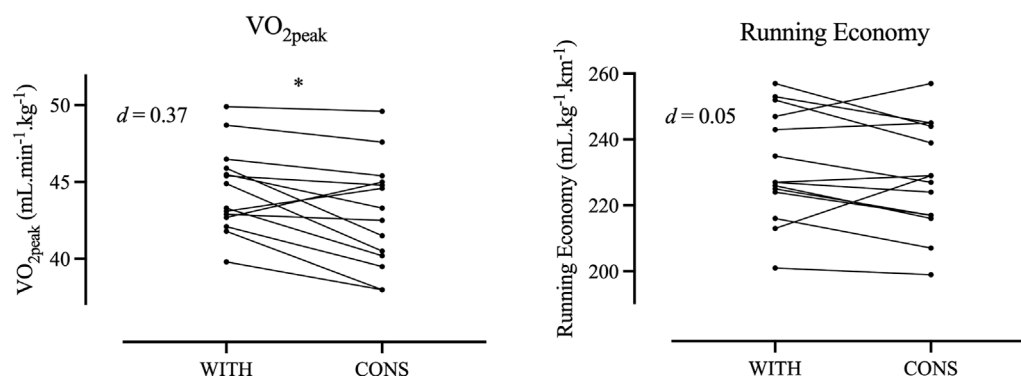 VO₂peak
VO₂peak (mL.min⁻¹.kg⁻¹)
50
45
40
*
d = 0.37
WITH
CONS
Running Economy
Running Economy (mL.kg⁻¹.km⁻¹)
260
240
220
200
d = 0.05
WITH
CONS